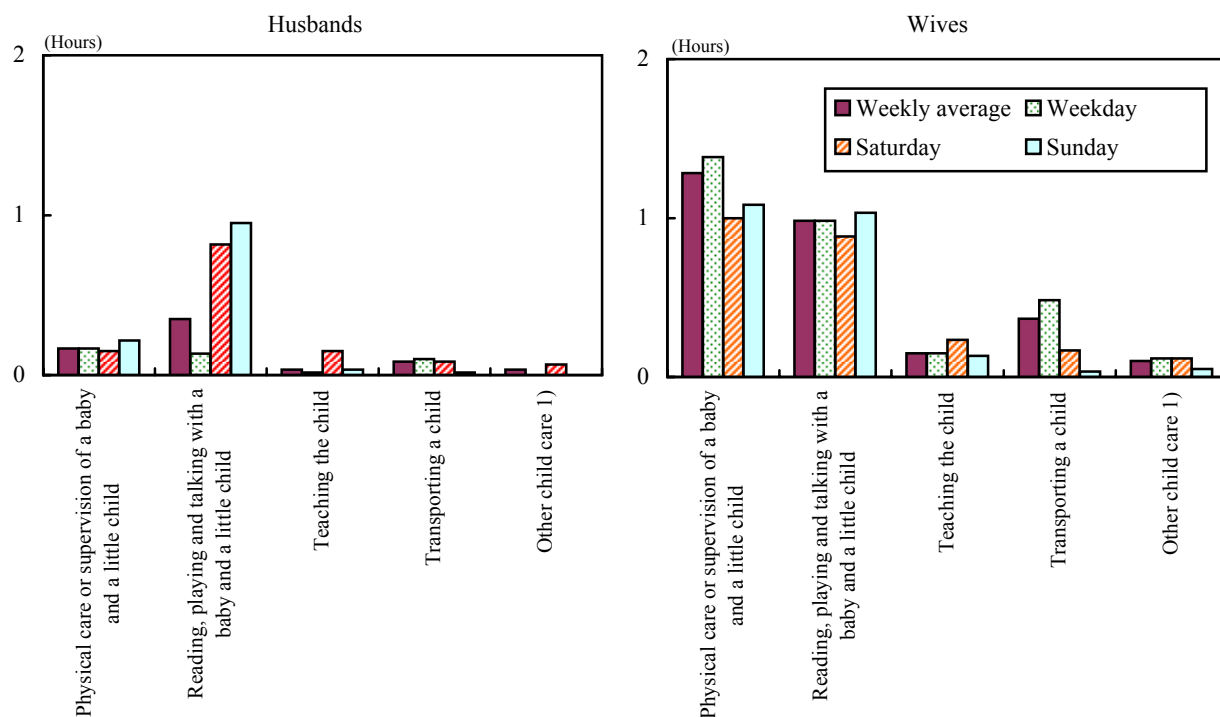 Husbands
(Hours)
2
1
0
Physical care or supervision of a baby
and a little child
Reading, playing and talking with a
baby and a little child
Teaching the child
Transporting a child
Other child care 1)
Wives
(Hours)
2
1
0
Weekly average
Weekday
Saturday
Sunday
Physical care or supervision of a baby
and a little child
Reading, playing and talking with a
baby and a little child
Teaching the child
Transporting a child
Other child care 1)